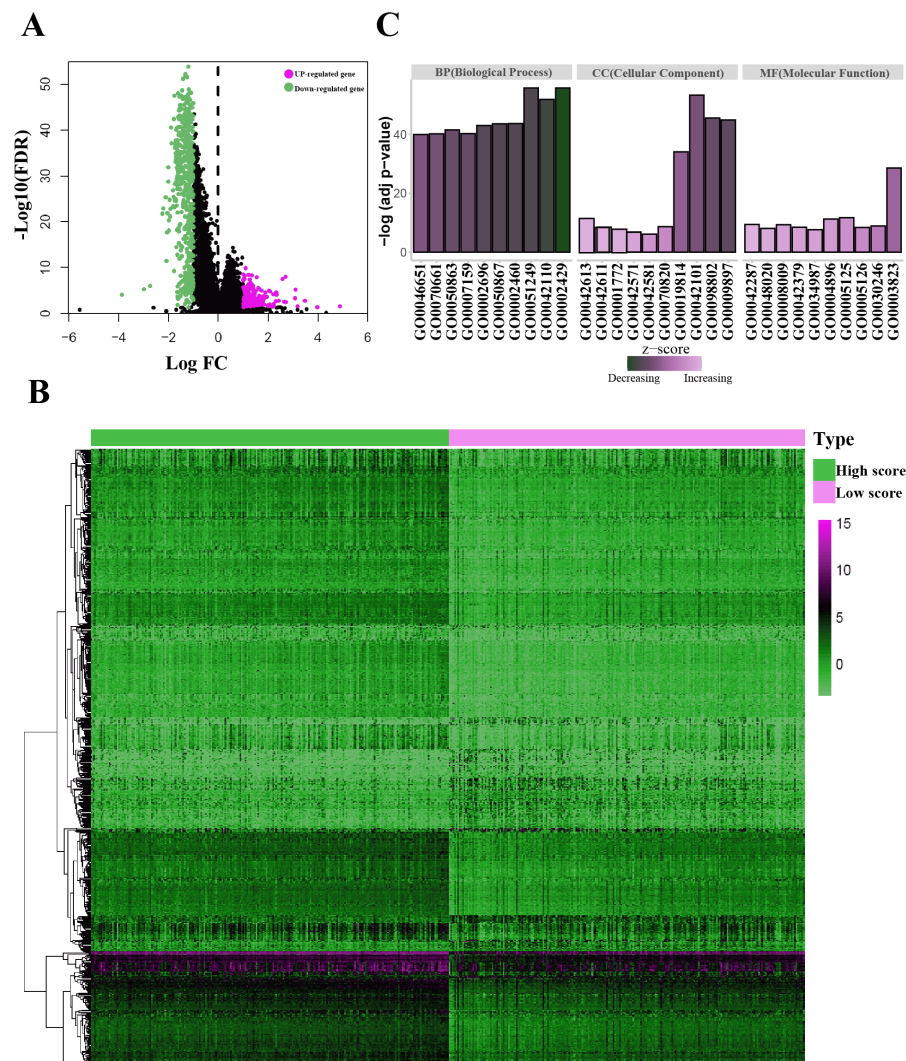 A
C
UP-regulated gene
Down-regulated gene
-Log10(FDR)
0
10
20
30
40
50
−6
−4
−2
0
2
4
6
Log FC
BP(Biological Process)
CC(Cellular Component)
MF(Molecular Function)
−log (adj p−value)
40
20
0
GO0046651
GO0070661
GO0050863
GO0007159
GO0002696
GO0050867
GO0002460
GO0051249
GO0042110
GO0002429
GO0042613
GO0042611
GO0001772
GO0042571
GO0042581
GO0070820
GO0019814
GO0042101
GO0098802
GO0009897
GO0042287
GO0048020
GO0008009
GO0042379
GO0034987
GO0004896
GO0005125
GO0005126
GO0030246
GO0003823
z−score
Decreasing
Increasing
B
Type
High score
Low score
15
10
5
0